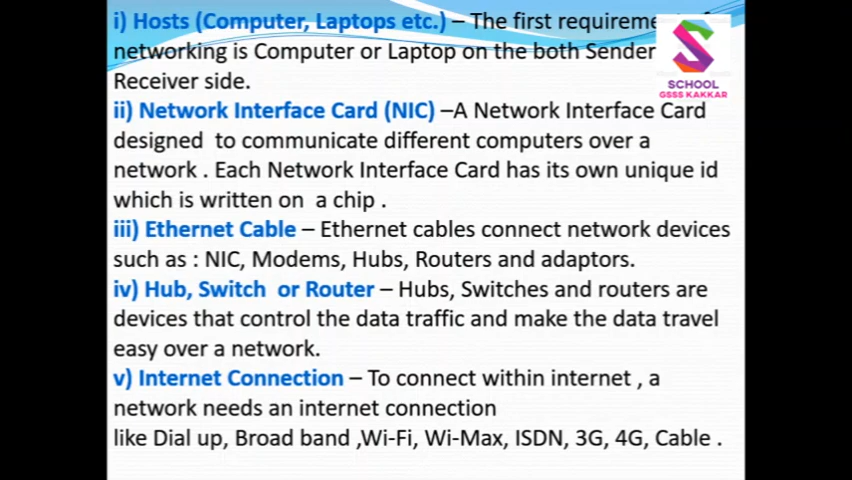 i) Hosts (Computer, Laptops etc.) – The first requirement of
networking is Computer or Laptop on the both Sender
Receiver side.
SCHOOL
GSSS KAKKAR
ii) Network Interface Card (NIC) –A Network Interface Card
designed  to communicate different computers over a
network . Each Network Interface Card has its own unique id
which is written on  a chip .
iii) Ethernet Cable – Ethernet cables connect network devices
such as : NIC, Modems, Hubs, Routers and adaptors.
iv) Hub, Switch  or Router – Hubs, Switches and routers are
devices that control the data traffic and make the data travel
easy over a network.
v) Internet Connection – To connect within internet , a
network needs an internet connection
like Dial up, Broad band ,Wi-Fi, Wi-Max, ISDN, 3G, 4G, Cable .